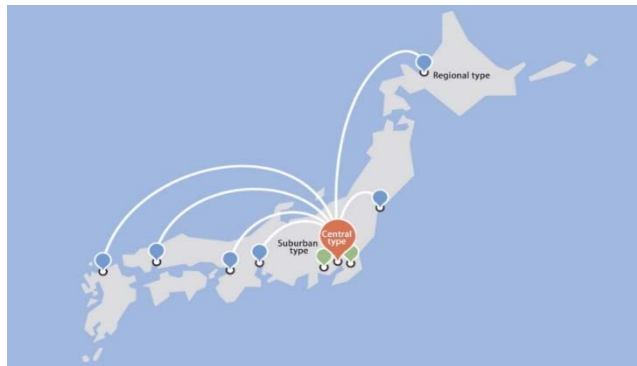 Regional type
Central
type
Suburban
type